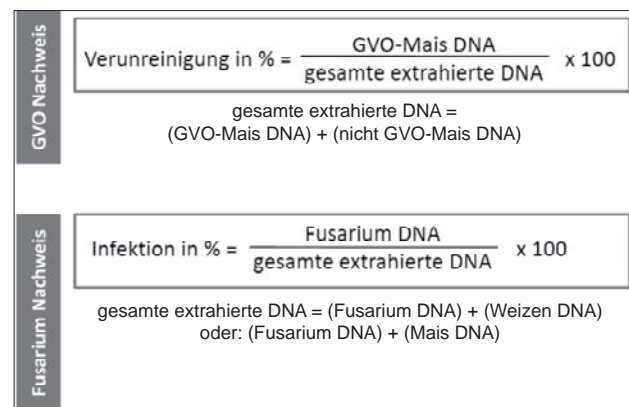 GVO Nachweis
Verunreinigung in % = GVO-Mais DNA / gesamte extrahierte DNA x 100
gesamte extrahierte DNA =
(GVO-Mais DNA) + (nicht GVO-Mais DNA)
Fusarium Nachweis
Infektion in % = Fusarium DNA / gesamte extrahierte DNA x 100
gesamte extrahierte DNA = (Fusarium DNA) + (Weizen DNA)
oder: (Fusarium DNA) + (Mais DNA)